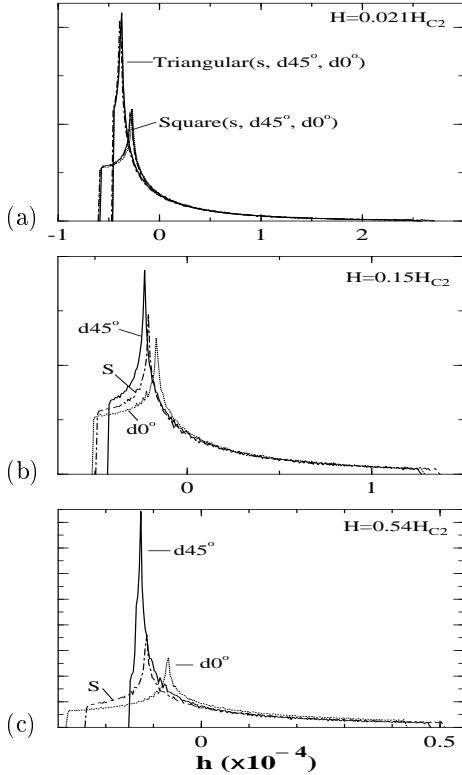 H=0.021H_C2
Triangular(s, d45°, d0°)
Square(s, d45°, d0°)
(a)
-1 0 1 2
H=0.15H_C2
d45°
S
d0°
(b)
0 1
H=0.54H_C2
d45°
d0°
S
(c)
0 0.5
h (×10⁻⁴)